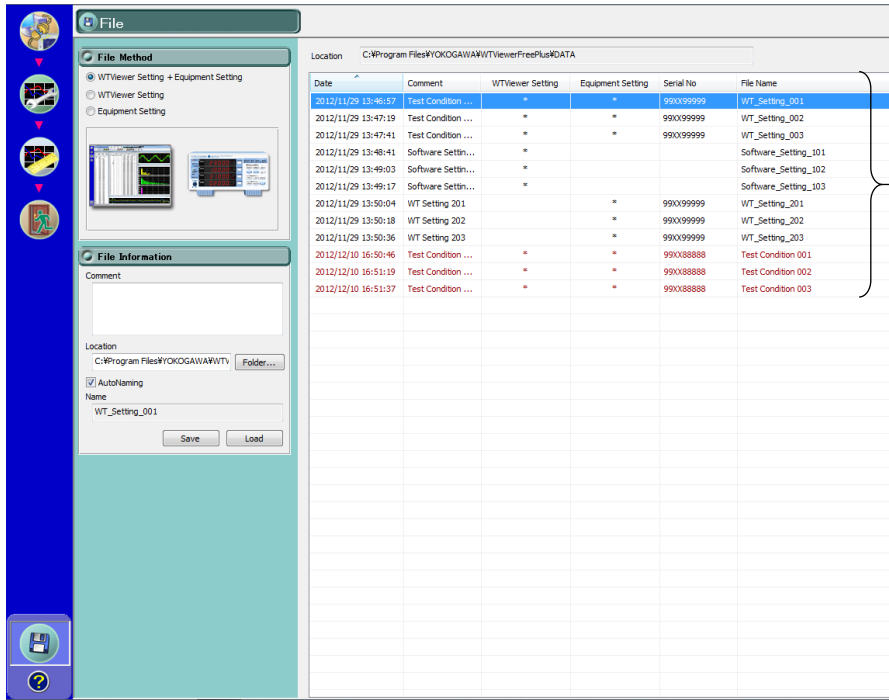 File
File Method
WTViewer Setting + Equipment Setting
WTViewer Setting
Equipment Setting
File Information
Comment
Location
C:¥Program Files¥YOKOGAWA¥WTV
Folder...
AutoNaming
Name
WT_Setting_001
Save Load
Location C:¥Program Files¥YOKOGAWA¥WTViewerFreePlus¥DATA
Date Comment WTViewer Setting Equipment Setting Serial No File Name
2012/11/29 13:46:57 Test Condition ... * * 99XX99999 WT_Setting_001
2012/11/29 13:47:19 Test Condition ... * * 99XX99999 WT_Setting_002
2012/11/29 13:47:41 Test Condition ... * * 99XX99999 WT_Setting_003
2012/11/29 13:48:41 Software Settin... * Software_Setting_101
2012/11/29 13:49:03 Software Settin... * Software_Setting_102
2012/11/29 13:49:17 Software Settin... * Software_Setting_103
2012/11/29 13:50:04 WT Setting 201 * 99XX99999 WT_Setting_201
2012/11/29 13:50:18 WT Setting 202 * 99XX99999 WT_Setting_202
2012/11/29 13:50:36 WT Setting 203 * 99XX99999 WT_Setting_203
2012/12/10 16:50:46 Test Condition ... * * 99XX88888 Test Condition 001
2012/12/10 16:51:19 Test Condition ... * * 99XX88888 Test Condition 002
2012/12/10 16:51:37 Test Condition ... * * 99XX88888 Test Condition 003
?